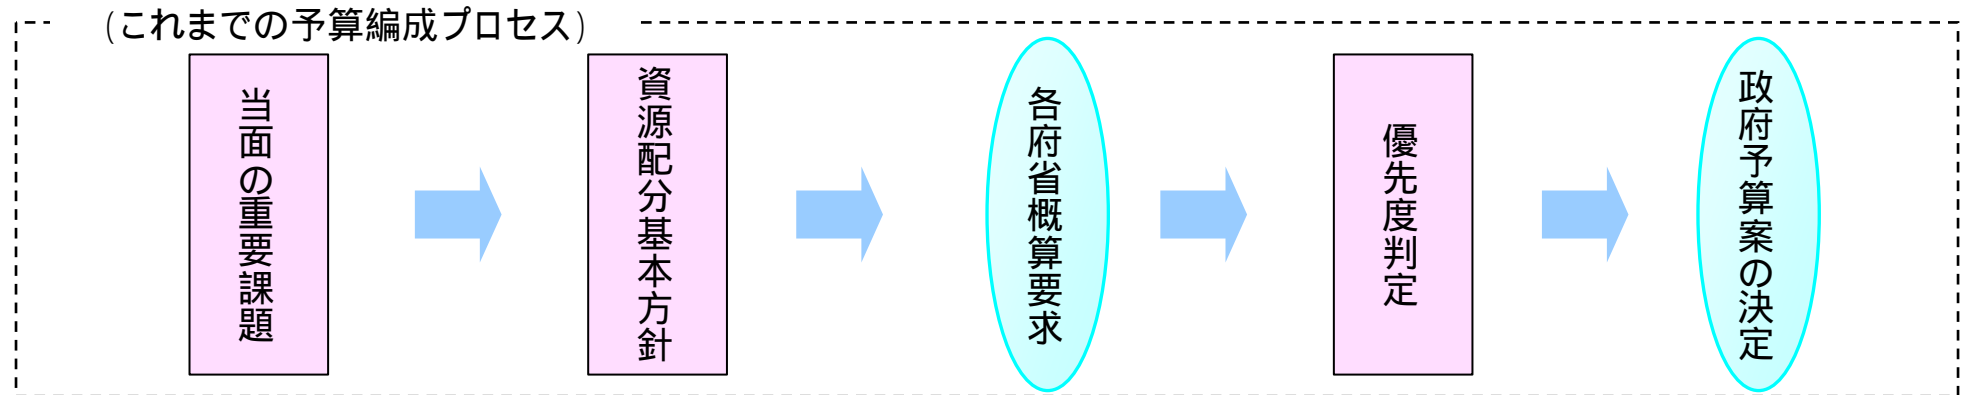 (これまでの予算編成プロセス)
当面の重要課題
資源配分基本方針
各府省概算要求
優先度判定
政府予算案の決定